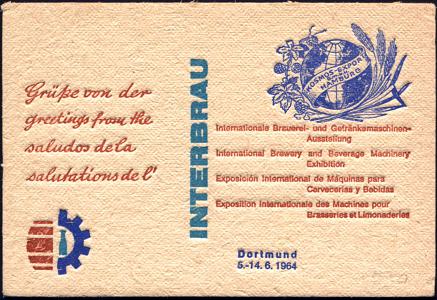 Grüße von der
greetings from the
saludos de la
salutations de l'
INTERBRAU
KOSMOS-EXPORT
HAMBURG
Internationale Brauerei- und Getränkemaschinen-
Ausstellung
International Brewery and Beverage Machinery
Exhibition
Exposición International de Máquinas para
Cervecerías y Bebidas
Exposition Internationale des Machines pour
Brasseries et Limonaderies
Dortmund
5.-14. 6. 1964